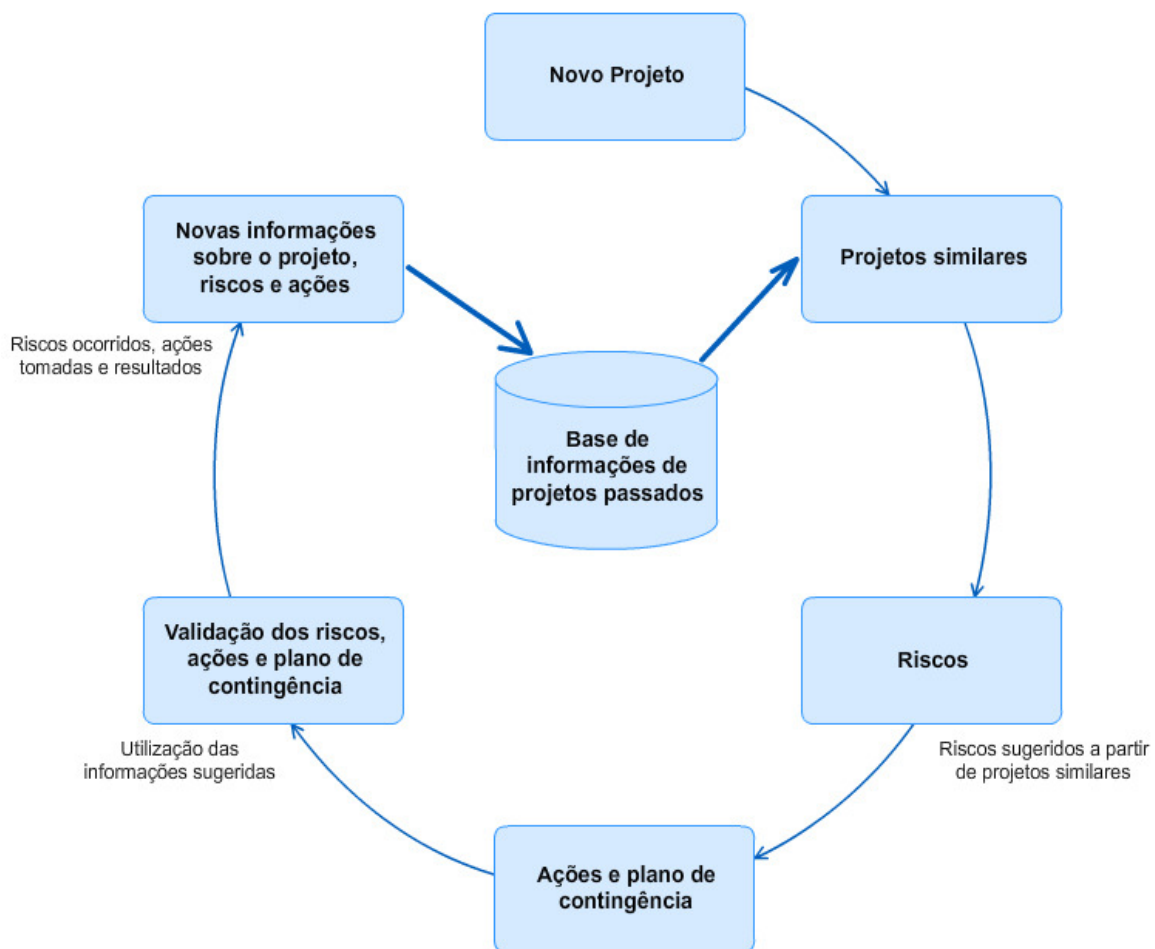 Novo Projeto
Novas informações
sobre o projeto,
riscos e ações
Projetos similares
Riscos ocorridos, ações
tomadas e resultados
Base de
informações de
projetos passados
Validação dos riscos,
ações e plano de
contingência
Riscos
Utilização das
informações sugeridas
Riscos sugeridos a partir
de projetos similares
Ações e plano de
contingência